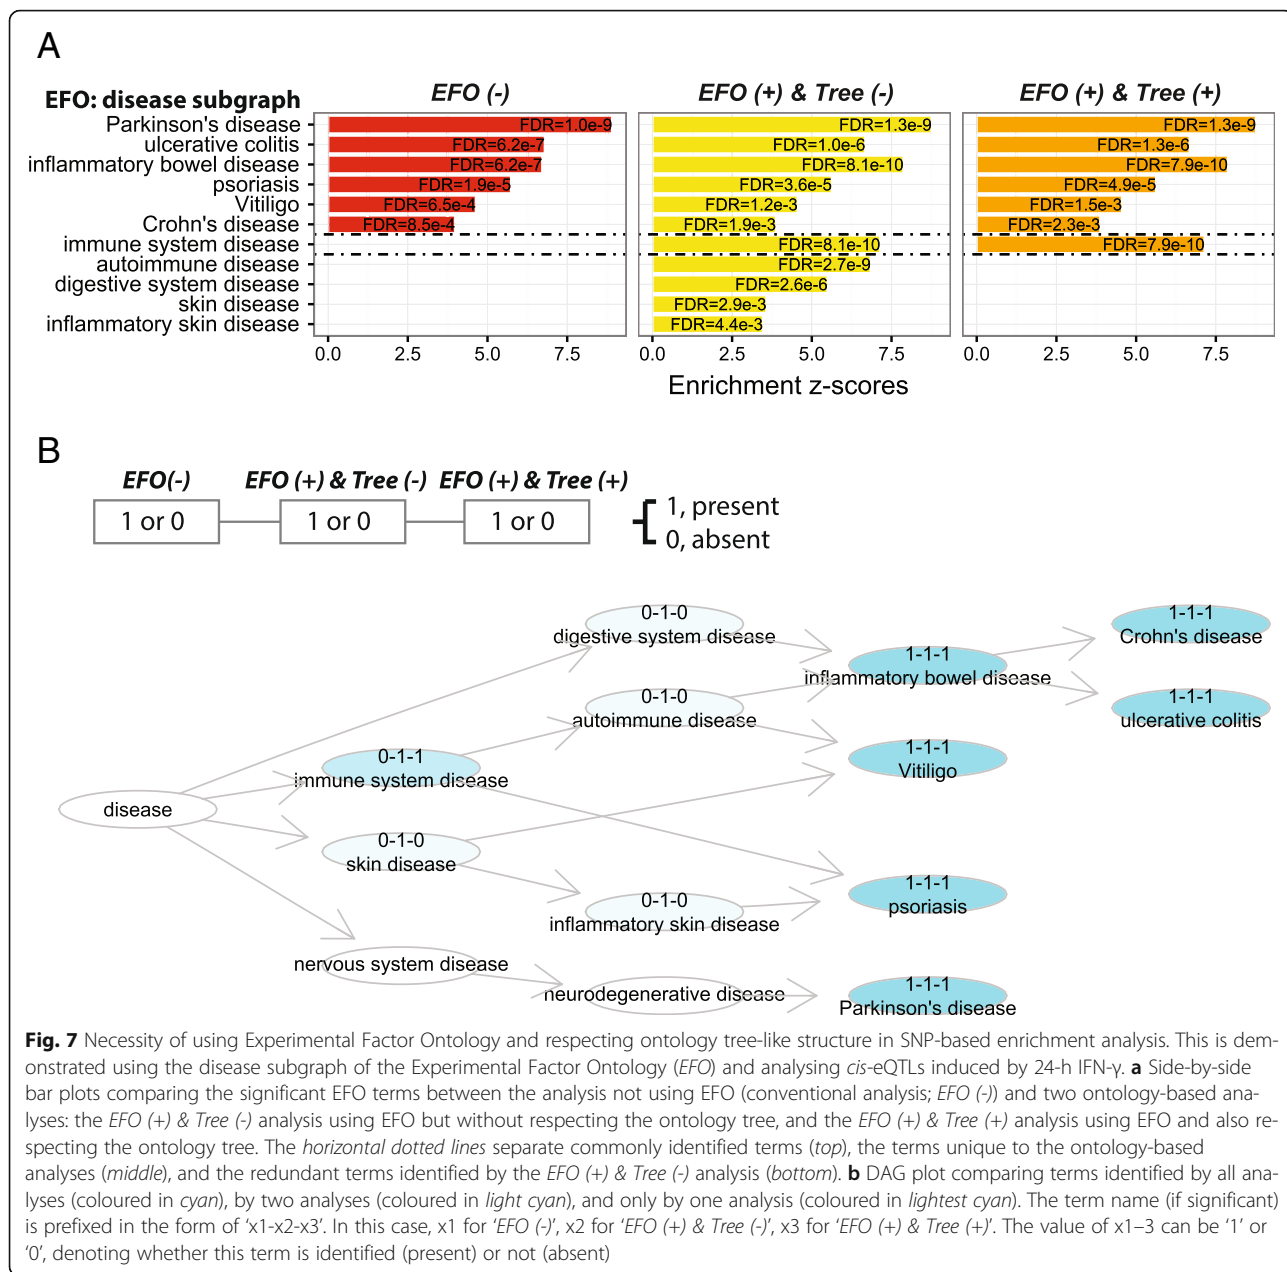 A
EFO: disease subgraph
EFO (-)
EFO (+) & Tree (-)
EFO (+) & Tree (+)
Parkinson's disease FDR=1.0e-9 FDR=1.3e-9 FDR=1.3e-9
ulcerative colitis FDR=6.2e-7 FDR=1.0e-6 FDR=1.3e-6
inflammatory bowel disease FDR=6.2e-7 FDR=8.1e-10 FDR=7.9e-10
psoriasis FDR=1.9e-5 FDR=3.6e-5 FDR=4.9e-5
Vitiligo FDR=6.5e-4 FDR=1.2e-3 FDR=1.5e-3
Crohn's disease FDR=8.5e-4 FDR=1.9e-3 FDR=2.3e-3
immune system disease FDR=8.1e-10 FDR=7.9e-10
autoimmune disease FDR=2.7e-9
digestive system disease FDR=2.6e-6
skin disease FDR=2.9e-3
inflammatory skin disease FDR=4.4e-3
0.0 2.5 5.0 7.5 0.0 2.5 5.0 7.5 0.0 2.5 5.0 7.5
Enrichment z-scores
B
EFO(-) EFO (+) & Tree (-) EFO (+) & Tree (+)
1 or 0 1 or 0 1 or 0
1, present
0, absent
0-1-0
digestive system disease
1-1-1
Crohn's disease
1-1-1
inflammatory bowel disease
0-1-0
autoimmune disease
1-1-1
ulcerative colitis
0-1-1
immune system disease
1-1-1
Vitiligo
disease
0-1-0
skin disease
1-1-1
psoriasis
0-1-0
inflammatory skin disease
nervous system disease
neurodegenerative disease
1-1-1
Parkinson's disease
Fig. 7 Necessity of using Experimental Factor Ontology and respecting ontology tree-like structure in SNP-based enrichment analysis. This is dem-
onstrated using the disease subgraph of the Experimental Factor Ontology (EFO) and analysing cis-eQTLs induced by 24-h IFN-γ. a Side-by-side
bar plots comparing the significant EFO terms between the analysis not using EFO (conventional analysis; EFO (-)) and two ontology-based ana-
lyses: the EFO (+) & Tree (-) analysis using EFO but without respecting the ontology tree, and the EFO (+) & Tree (+) analysis using EFO and also re-
specting the ontology tree. The horizontal dotted lines separate commonly identified terms (top), the terms unique to the ontology-based
analyses (middle), and the redundant terms identified by the EFO (+) & Tree (-) analysis (bottom). b DAG plot comparing terms identified by all ana-
lyses (coloured in cyan), by two analyses (coloured in light cyan), and only by one analysis (coloured in lightest cyan). The term name (if significant)
is prefixed in the form of ‘x1-x2-x3’. In this case, x1 for ‘EFO (-)’, x2 for ‘EFO (+) & Tree (-)’, x3 for ‘EFO (+) & Tree (+)’. The value of x1–3 can be ‘1’ or
‘0’, denoting whether this term is identified (present) or not (absent)